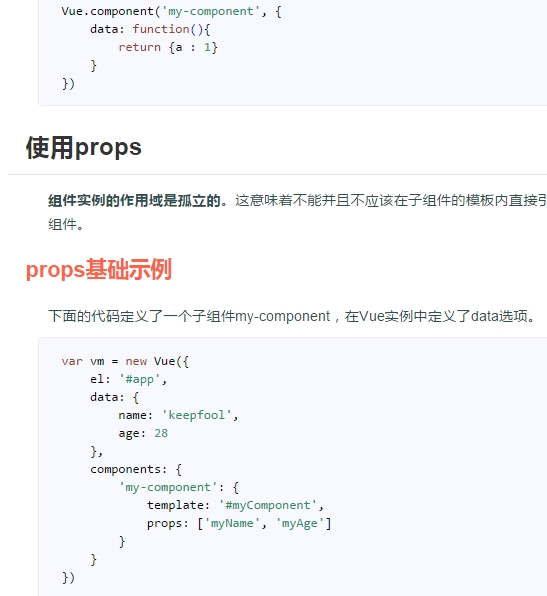 Vue.component('my-component', {
    data: function(){
        return {a : 1}
    }
})
使用props
组件实例的作用域是孤立的。这意味着不能并且不应该在子组件的模板内直接引
组件。
props基础示例
下面的代码定义了一个子组件my-component，在Vue实例中定义了data选项。
var vm = new Vue({
    el: '#app',
    data: {
        name: 'keepfool',
        age: 28
    },
    components: {
        'my-component': {
            template: '#myComponent',
            props: ['myName', 'myAge']
        }
    }
})